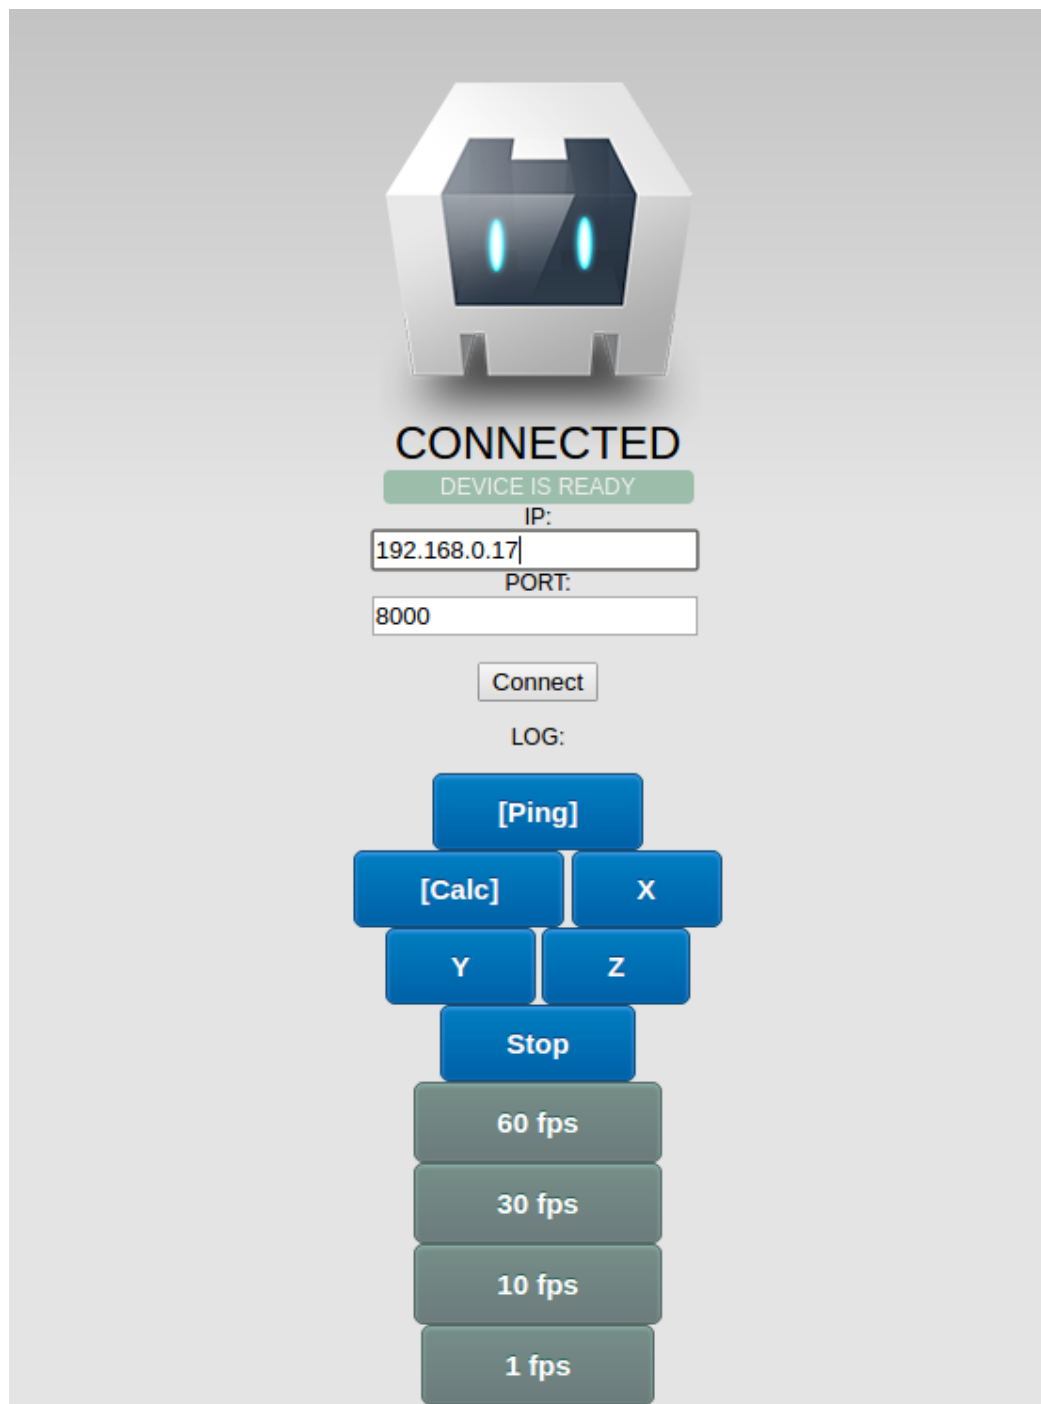 CONNECTED
DEVICE IS READY
IP:
192.168.0.17
PORT:
8000
Connect
LOG:
[Ping]
[Calc] X
Y Z
Stop
60 fps
30 fps
10 fps
1 fps